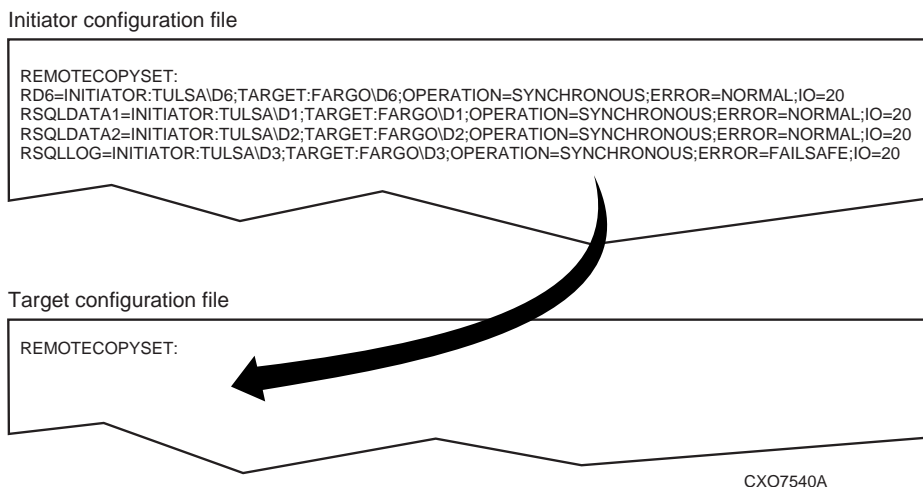 Initiator configuration file
REMOTECOPYSET:
RD6=INITIATOR:TULSA\D6;TARGET:FARGO\D6;OPERATION=SYNCHRONOUS;ERROR=NORMAL;IO=20
RSQLDATA1=INITIATOR:TULSA\D1;TARGET:FARGO\D1;OPERATION=SYNCHRONOUS;ERROR=NORMAL;IO=20
RSQLDATA2=INITIATOR:TULSA\D2;TARGET:FARGO\D2;OPERATION=SYNCHRONOUS;ERROR=NORMAL;IO=20
RSQLLOG=INITIATOR:TULSA\D3;TARGET:FARGO\D3;OPERATION=SYNCHRONOUS;ERROR=FAILSAFE;IO=20
Target configuration file
REMOTECOPYSET:
CXO7540A